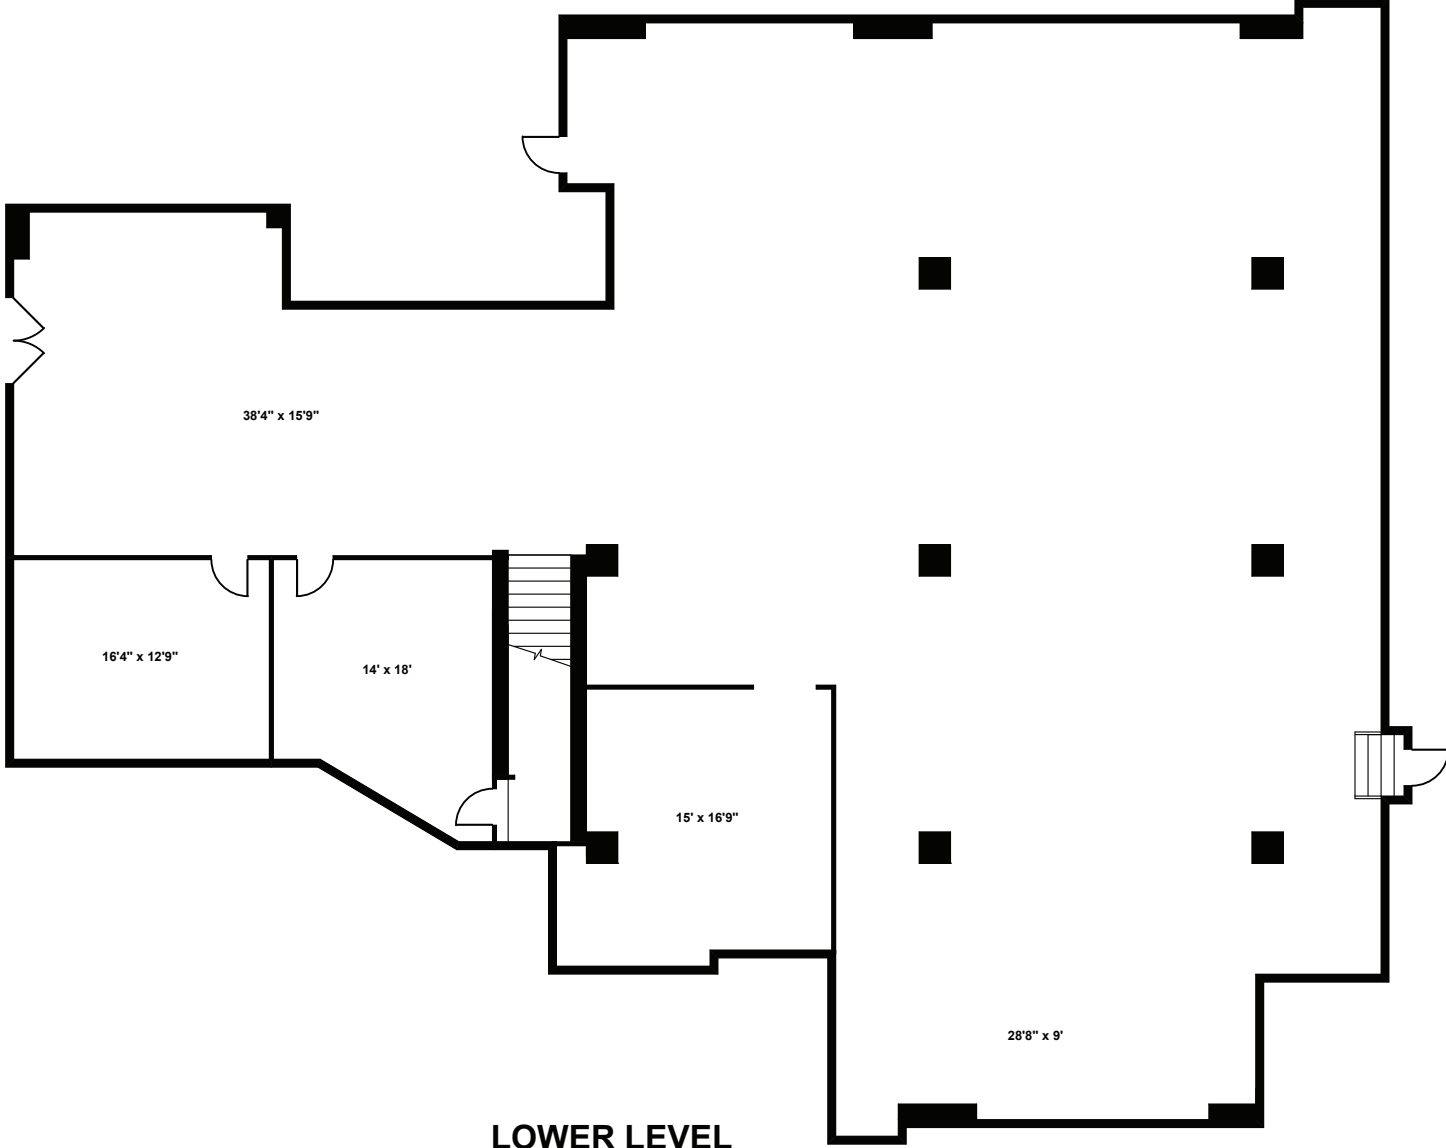 38'4" x 15'9"
16'4" x 12'9"
14' x 18'
15' x 16'9"
28'8" x 9'
LOWER LEVEL